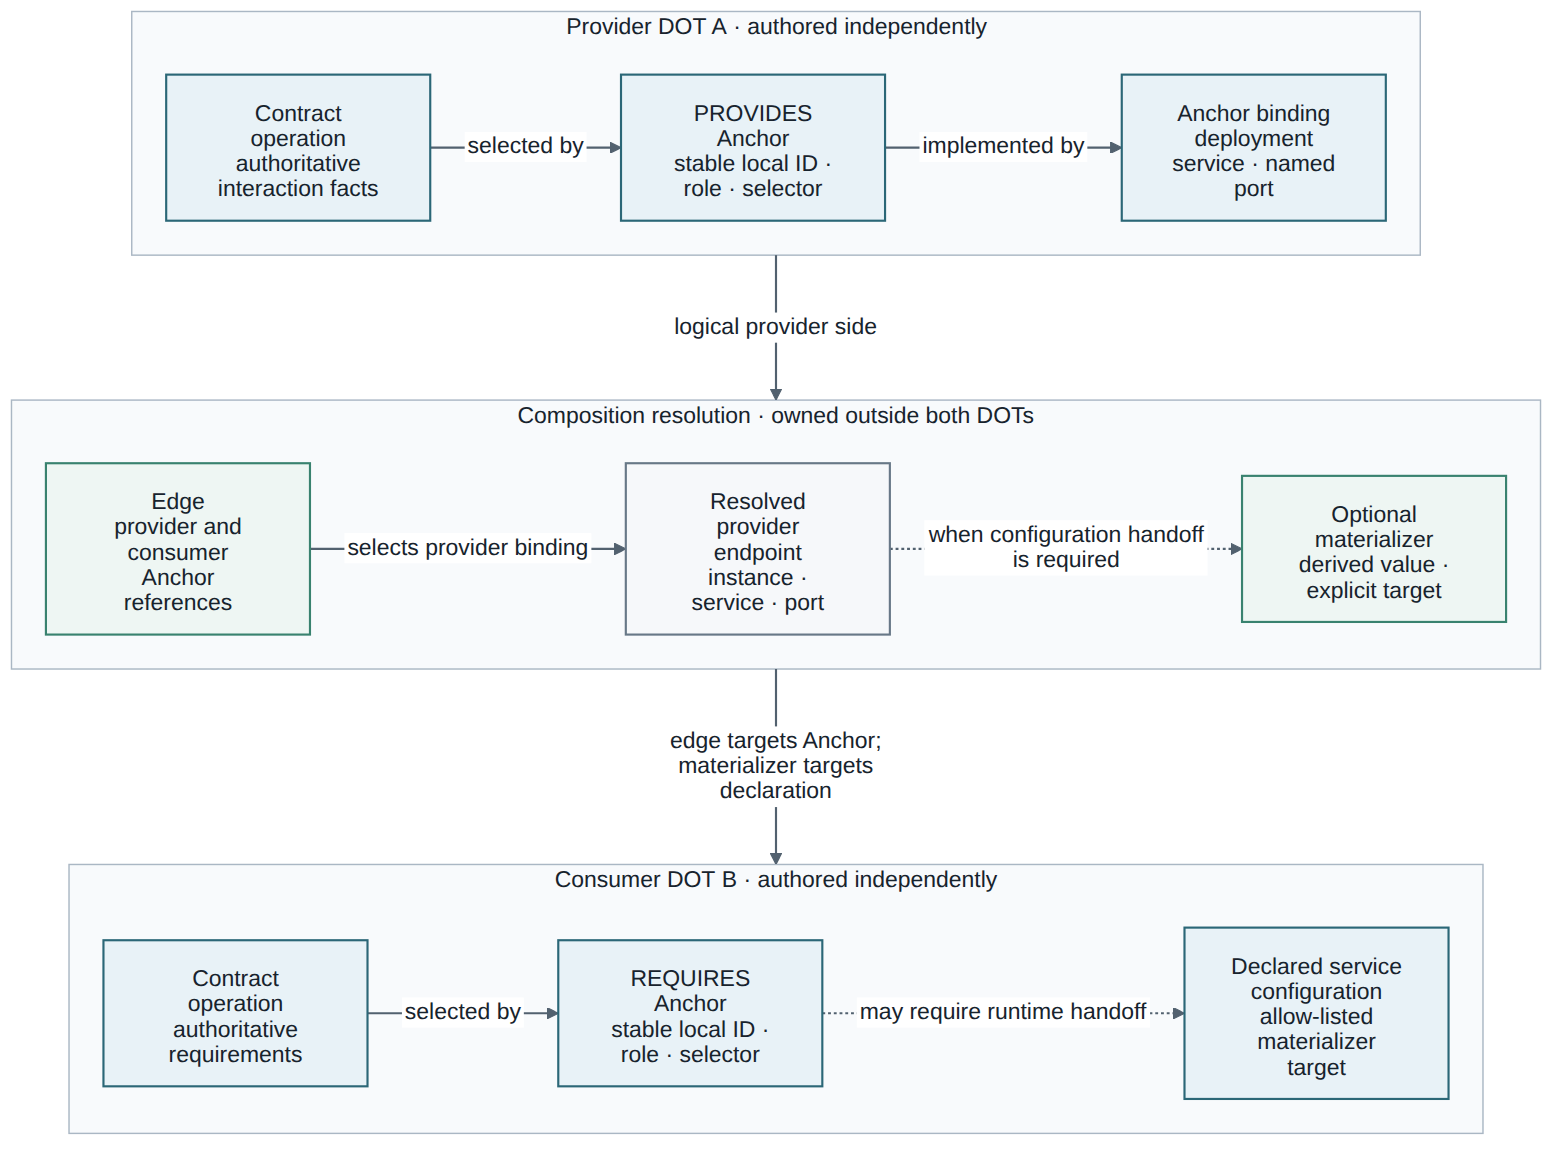 Provider DOT A · authored independently
Contract
operation
authoritative
interaction facts
selected by
PROVIDES
Anchor
stable local ID ·
role · selector
implemented by
Anchor binding
deployment
service · named
port
logical provider side
Composition resolution · owned outside both DOTs
Edge
provider and
consumer
Anchor
references
selects provider binding
Resolved
provider
endpoint
instance ·
service · port
when configuration handoff
is required
Optional
materializer
derived value ·
explicit target
edge targets Anchor;
materializer targets
declaration
Consumer DOT B · authored independently
Contract
operation
authoritative
requirements
selected by
REQUIRES
Anchor
stable local ID ·
role · selector
may require runtime handoff
Declared service
configuration
allow-listed
materializer
target